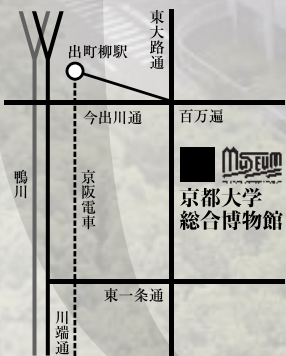 東大路通
出町柳駅
今出川通
百万遍
MUSEUM
京都大学
総合博物館
鴨川
京阪電車
東一条通
川端通